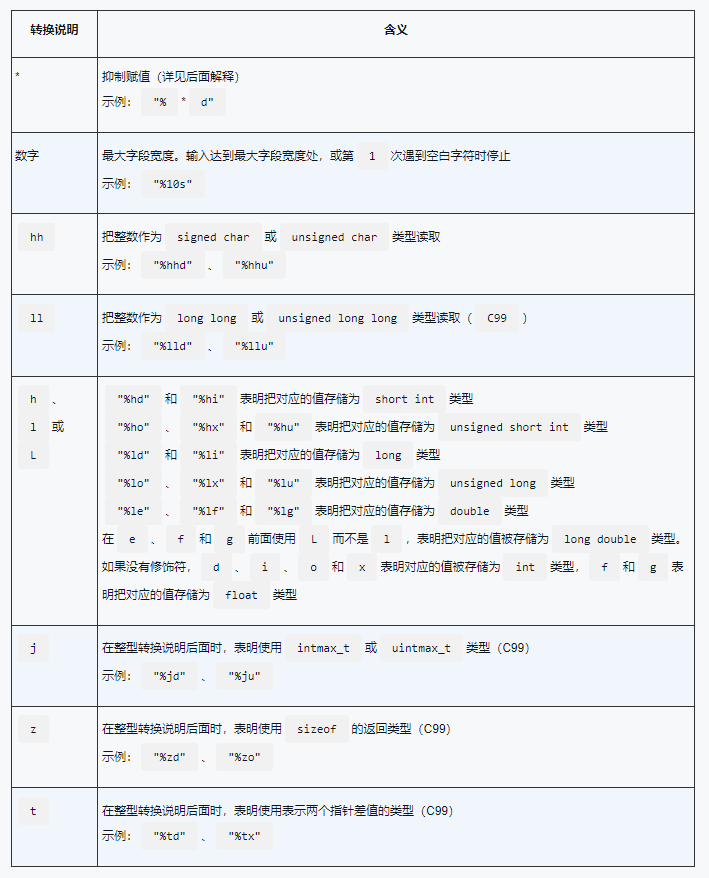 转换说明 含义
* 抑制赋值（详见后面解释）
示例： "% * d"
数字 最大字段宽度。输入达到最大字段宽度处，或第 1 次遇到空白字符时停止
示例： "%10s"
hh 把整数作为 signed char 或 unsigned char 类型读取
示例： "%hhd" 、 "%hhu"
ll 把整数作为 long long 或 unsigned long long 类型读取（ C99 ）
示例： "%lld" 、 "%llu"
h 、 "%hd" 和 "%hi" 表明把对应的值存储为 short int 类型
l 或 "%ho" 、 "%hx" 和 "%hu" 表明把对应的值存储为 unsigned short int 类型
L "%ld" 和 "%li" 表明把对应的值存储为 long 类型
"%lo" 、 "%lx" 和 "%lu" 表明把对应的值存储为 unsigned long 类型
"%le" 、 "%lf" 和 "%lg" 表明把对应的值存储为 double 类型
在 e 、 f 和 g 前面使用 L 而不是 l ，表明把对应的值被存储为 long double 类型。
如果没有修饰符， d 、 i 、 o 和 x 表明对应的值被存储为 int 类型， f 和 g 表
明把对应的值存储为 float 类型
j 在整型转换说明后面时，表明使用 intmax_t 或 uintmax_t 类型（C99）
示例： "%jd" 、 "%ju"
z 在整型转换说明后面时，表明使用 sizeof 的返回类型（C99）
示例： "%zd" 、 "%zo"
t 在整型转换说明后面时，表明使用表示两个指针差值的类型（C99）
示例： "%td" 、 "%tx"